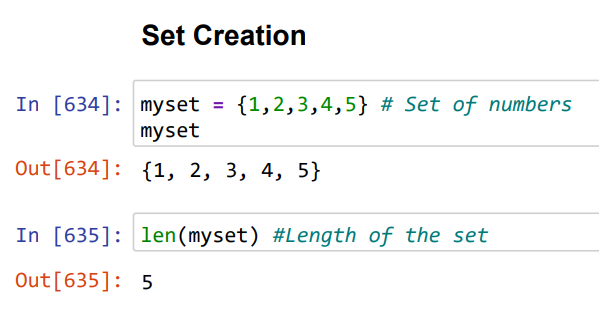 Set Creation
In [634]: myset = {1,2,3,4,5} # Set of numbers
myset
Out[634]: {1, 2, 3, 4, 5}
In [635]: len(myset) #Length of the set
Out[635]: 5